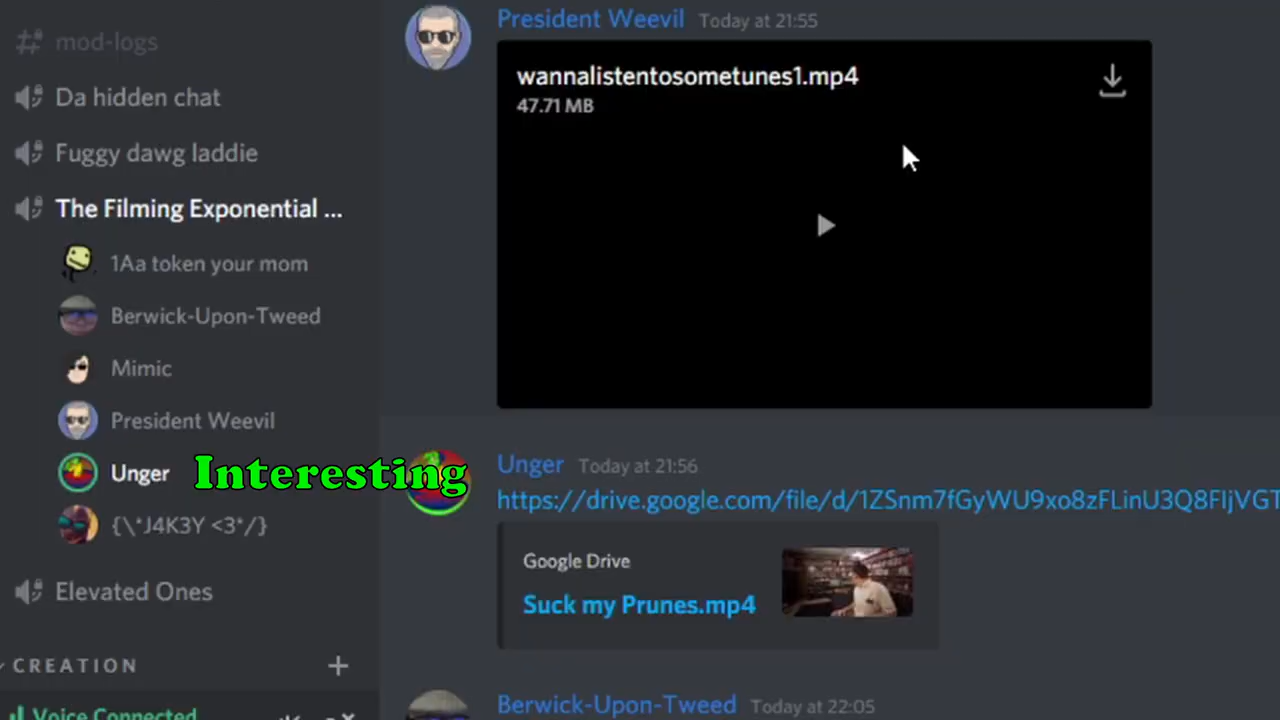 mod-logs
Da hidden chat
Fuggy dawg laddie
The Filming Exponential ...
1Aa token your mom
Berwick-Upon-Tweed
Mimic
President Weevil
Unger
Interesting
{\*J4K3Y <3*/}
Elevated Ones
CREATION
Voice Connected
President Weevil Today at 21:55
wannalistentosometunes1.mp4
47.71 MB
Unger Today at 21:56
https://drive.google.com/file/d/1ZSnm7fGyWU9xo8zFLinU3Q8FIjVGT
Google Drive
Suck my Prunes.mp4
Berwick-Upon-Tweed Today at 22:05